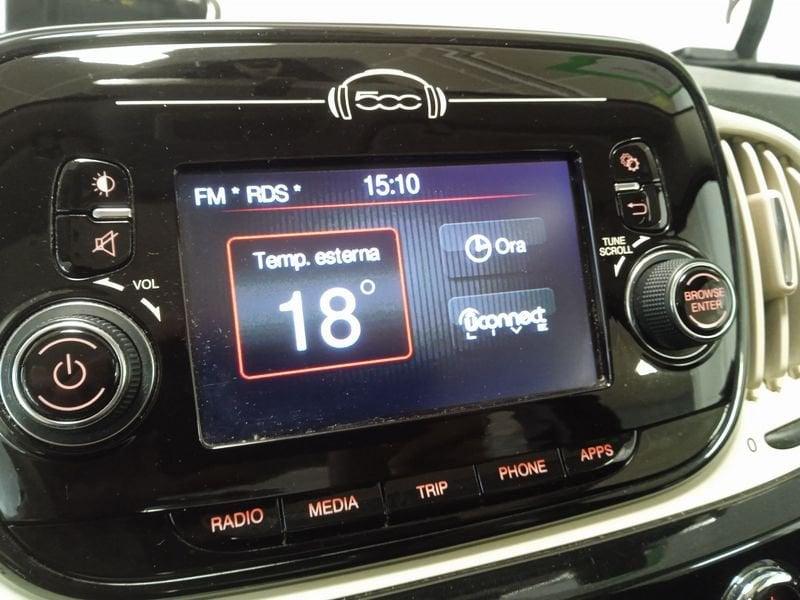 500
FM * RDS *
15:10
Temp. esterna
18°
Ora
Uconnect
LIVE
VOL
TUNE
SCROLL
BROWSE
ENTER
RADIO
MEDIA
TRIP
PHONE
APPS
0